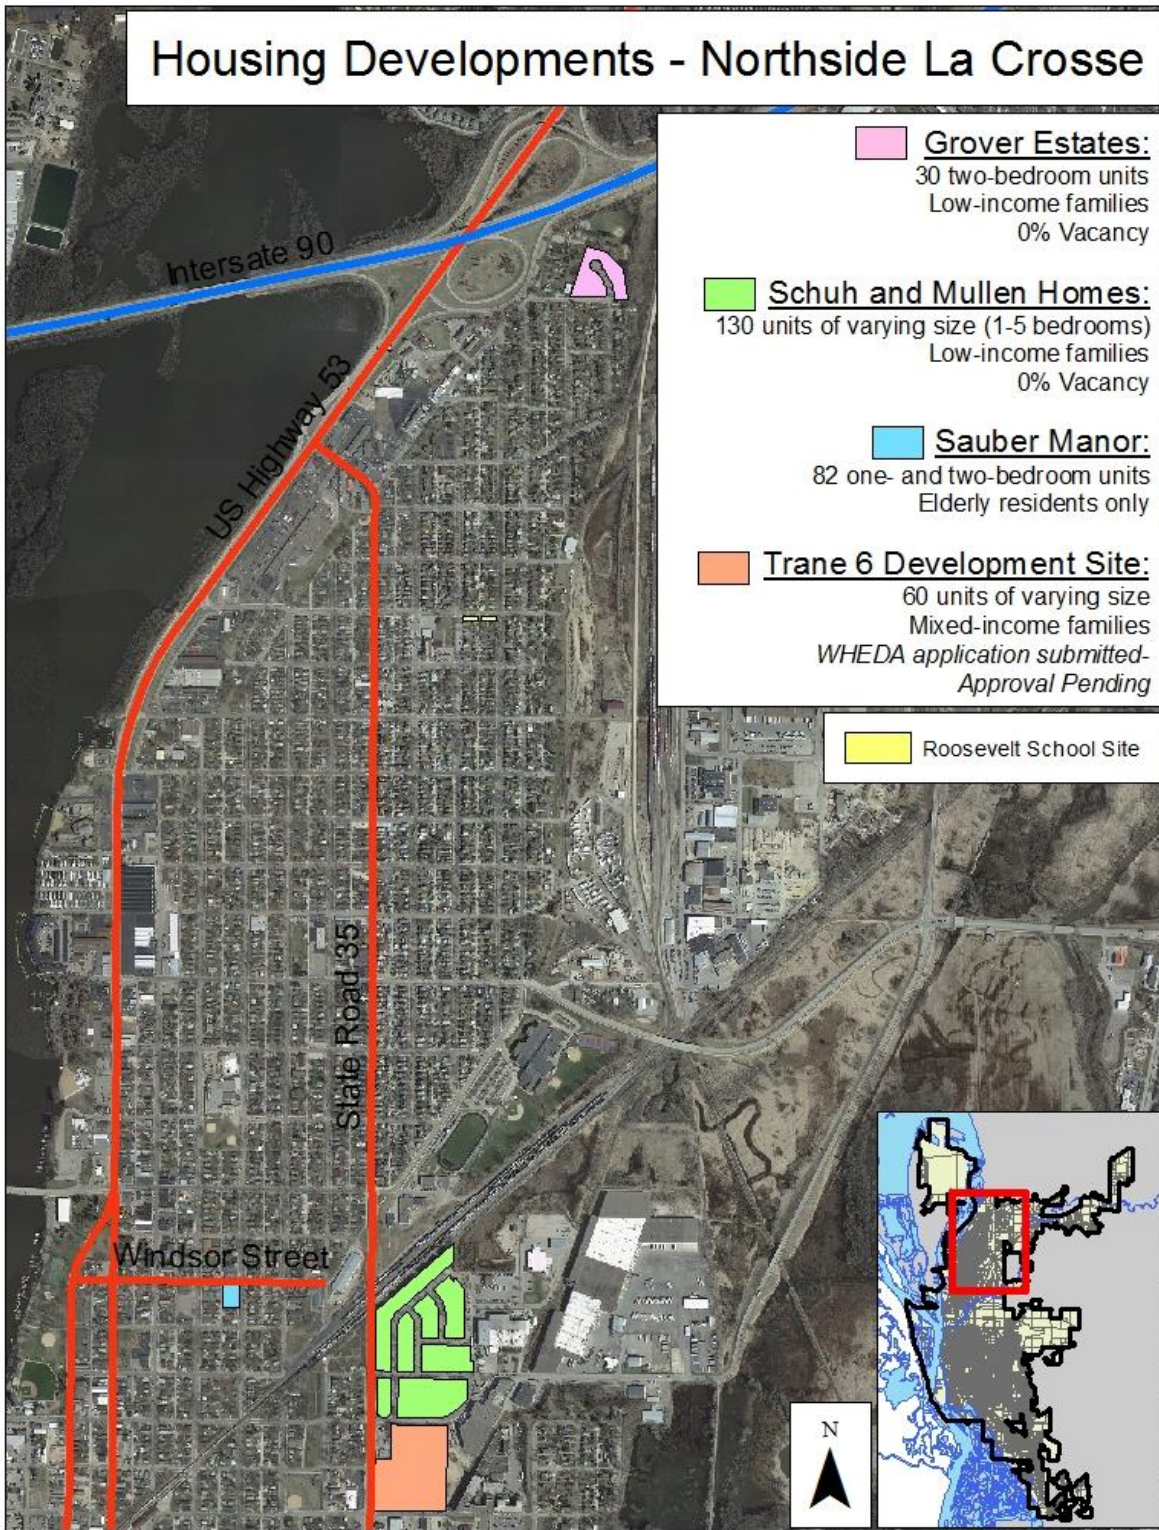 Housing Developments - Northside La Crosse
Grover Estates:
30 two-bedroom units
Low-income families
0% Vacancy
Schuh and Mullen Homes:
130 units of varying size (1-5 bedrooms)
Low-income families
0% Vacancy
Sauber Manor:
82 one- and two-bedroom units
Elderly residents only
Trane 6 Development Site:
60 units of varying size
Mixed-income families
WHEDA application submitted-
Approval Pending
Roosevelt School Site
Intersate 90
US Highway 53
State Road 35
Windsor Street
N